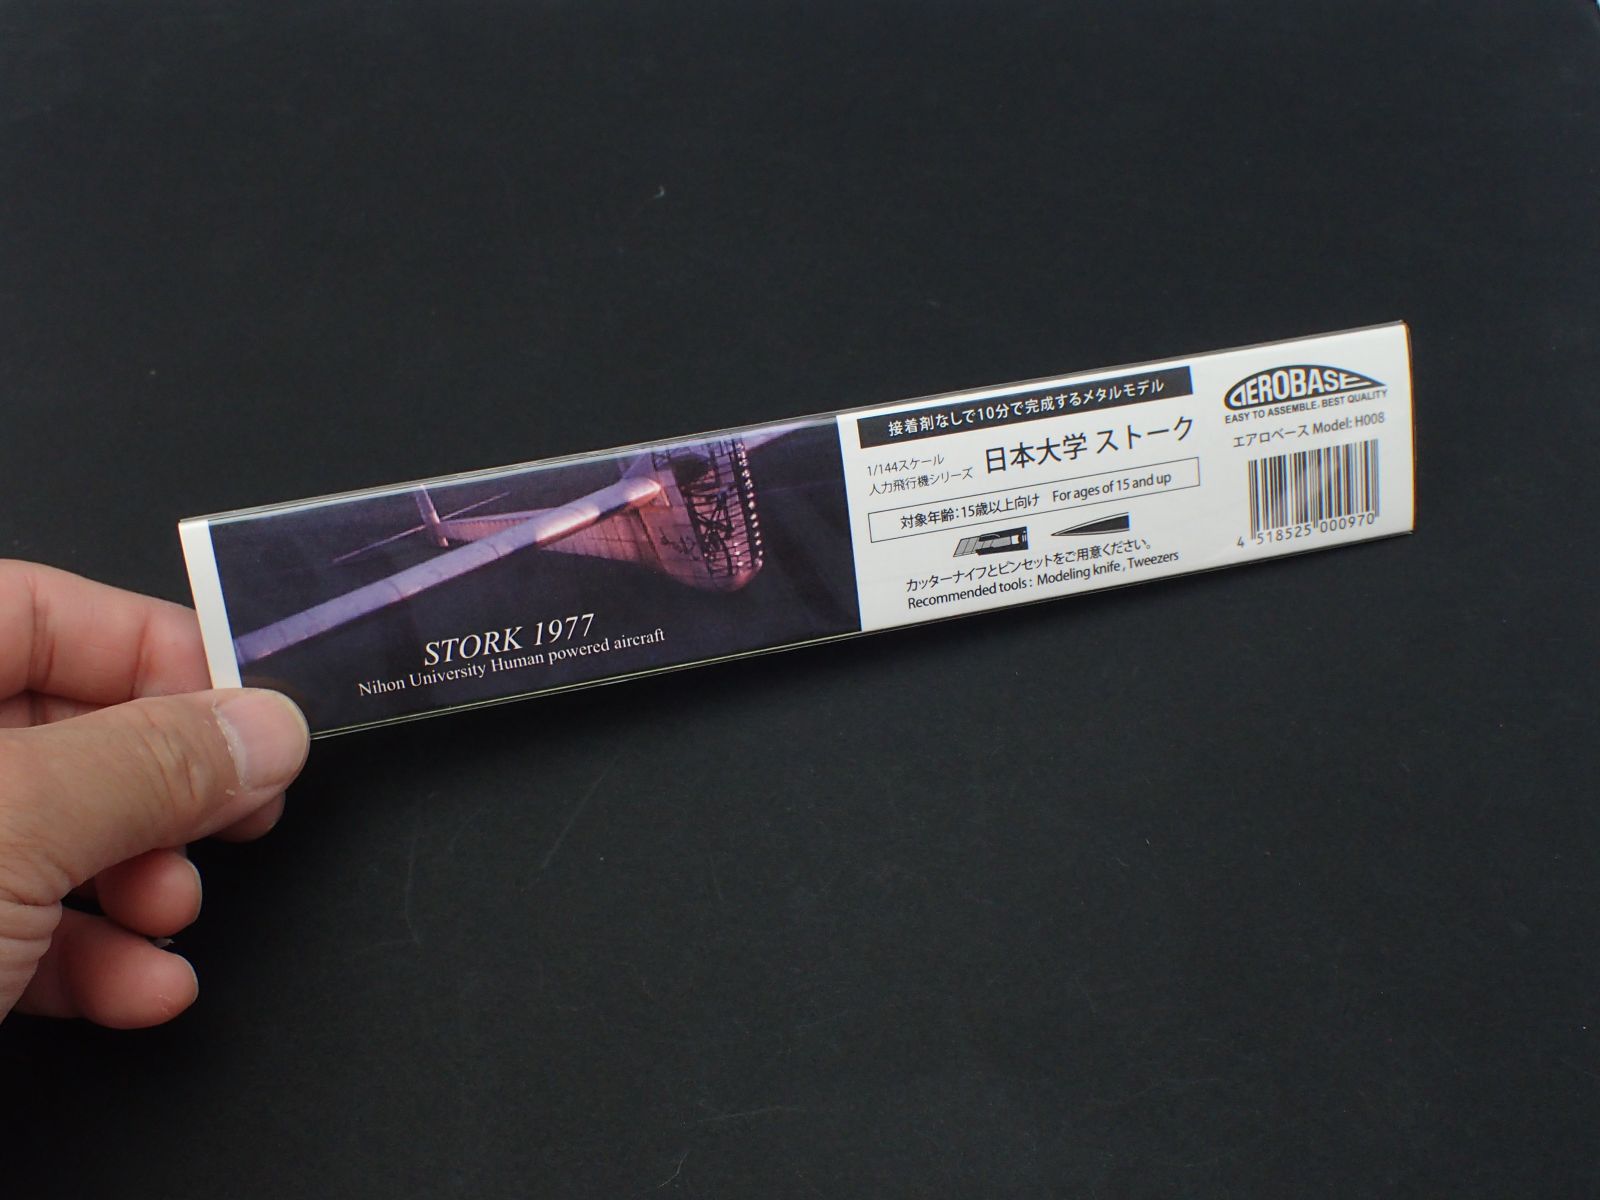 STORK 1977
Nihon University Human powered aircraft
接着剤なしで10分で完成するメタルモデル
1/144スケール
人力飛行機シリーズ
日本大学 ストーク
対象年齢：15歳以上向け For ages of 15 and up
カッターナイフとピンセットをご用意ください。
Recommended tools : Modeling knife , Tweezers
AEROBASE
EASY TO ASSEMBLE. BEST QUALITY
エアロベース Model: H008
4 518525 000970